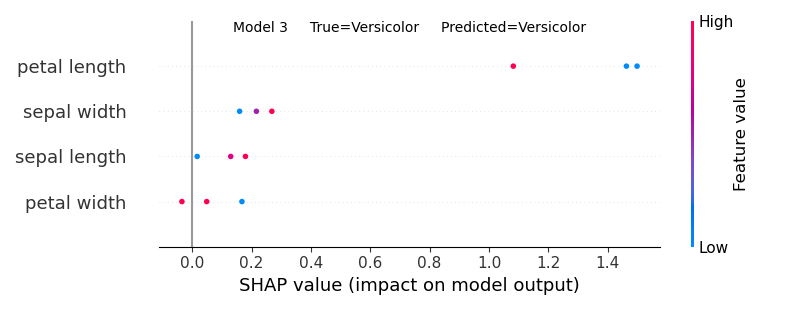 Model 3 True=Versicolor Predicted=Versicolor
High
petal length
sepal width
sepal length
petal width
Feature value
Low
0.0 0.2 0.4 0.6 0.8 1.0 1.2 1.4
SHAP value (impact on model output)